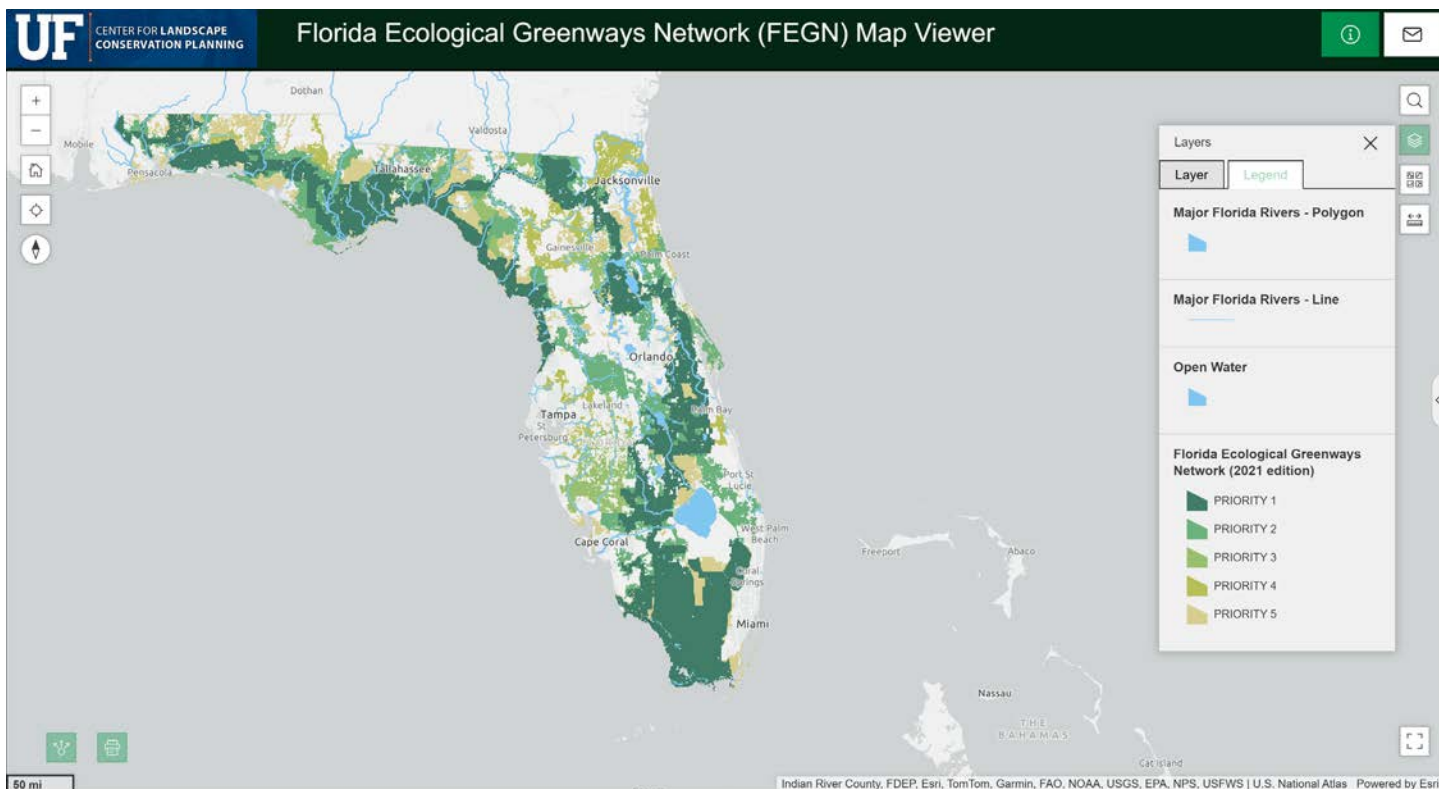 UF
CENTER FOR LANDSCAPE
CONSERVATION PLANNING
Florida Ecological Greenways Network (FEGN) Map Viewer
Layers
Layer
Legend
Major Florida Rivers - Polygon
Major Florida Rivers - Line
Open Water
Florida Ecological Greenways
Network (2021 edition)
PRIORITY 1
PRIORITY 2
PRIORITY 3
PRIORITY 4
PRIORITY 5
Dothan
Valdosta
Mobile
Pensacola
Tallahassee
Jacksonville
Gainesville
Palm Coast
Orlando
Lakeland
Palm Bay
Tampa
St
Petersburg
Port St
Lucie
West Palm
Beach
Cape Coral
Coral
Springs
Miami
Freeport
Abaco
Nassau
THE
BAHAMAS
Cat Island
50 mi
Indian River County, FDEP, Esri, TomTom, Garmin, FAO, NOAA, USGS, EPA, NPS, USFWS | U.S. National Atlas
Powered by Esri